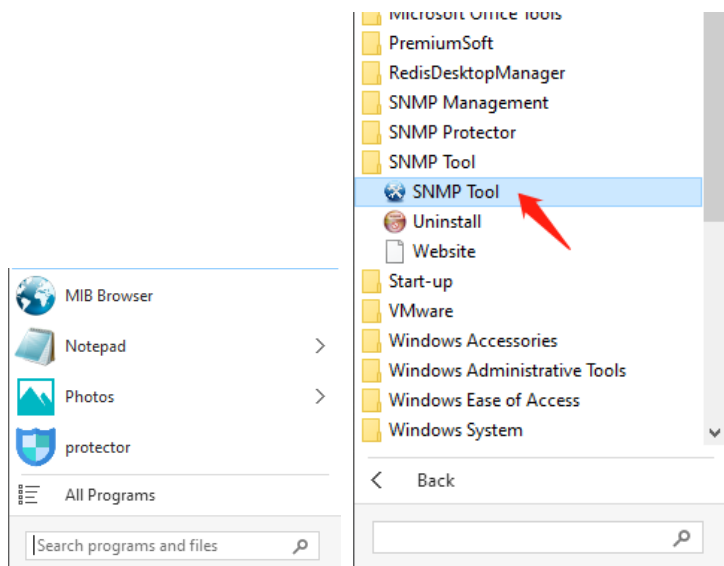 MIB Browser
Notepad
Photos
protector
All Programs
Search programs and files
Microsoft Office Tools
PremiumSoft
RedisDesktopManager
SNMP Management
SNMP Protector
SNMP Tool
SNMP Tool
Uninstall
Website
Start-up
VMware
Windows Accessories
Windows Administrative Tools
Windows Ease of Access
Windows System
Back